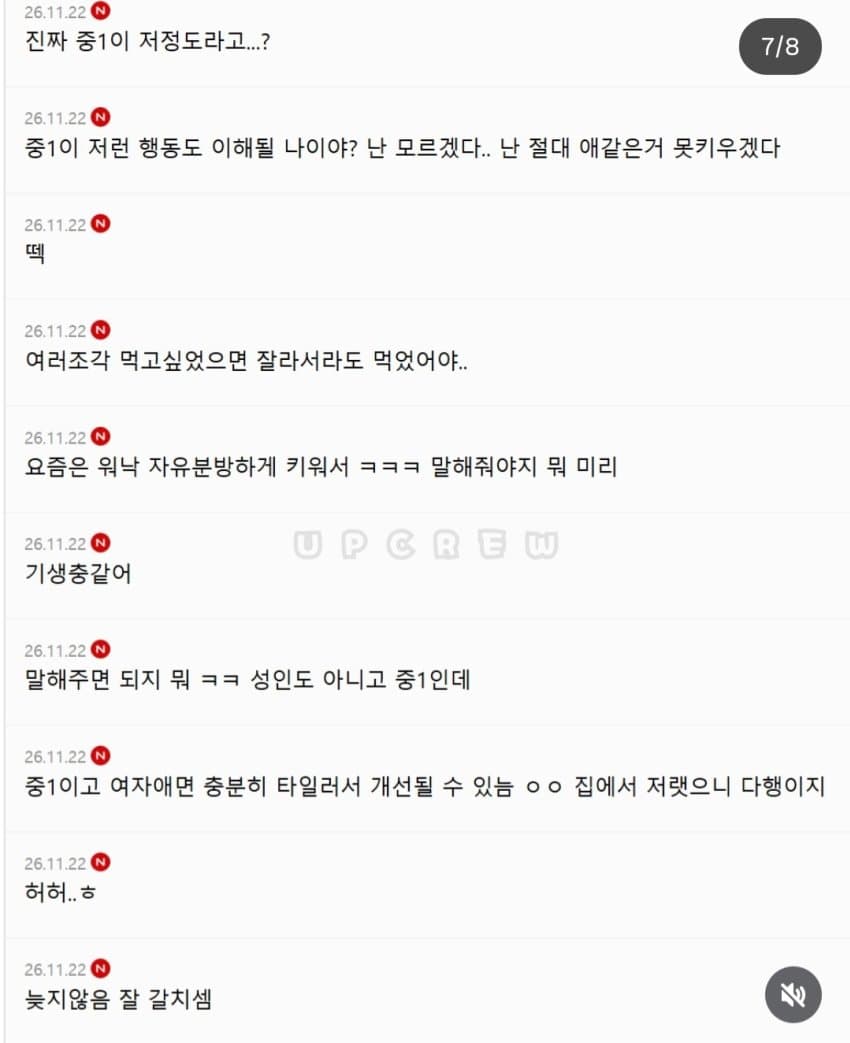 26.11.22 N
진짜 중1이 저정도라고...?
7/8
26.11.22 N
중1이 저런 행동도 이해될 나이야? 난 모르겠다.. 난 절대 애같은거 못키우겠다
26.11.22 N
떽
26.11.22 N
여러조각 먹고싶었으면 잘라서라도 먹었어야..
26.11.22 N
요즘은 워낙 자유분방하게 키워서 ㅋㅋㅋ 말해줘야지 뭐 미리
UPCREW
26.11.22 N
기생충같어
26.11.22 N
말해주면 되지 뭐 ㅋㅋ 성인도 아니고 중1인데
26.11.22 N
중1이고 여자애면 충분히 타일러서 개선될 수 있늠 ㅇㅇ 집에서 저랫으니 다행이지
26.11.22 N
허허..ㅎ
26.11.22 N
늦지않음 잘 갈치셈